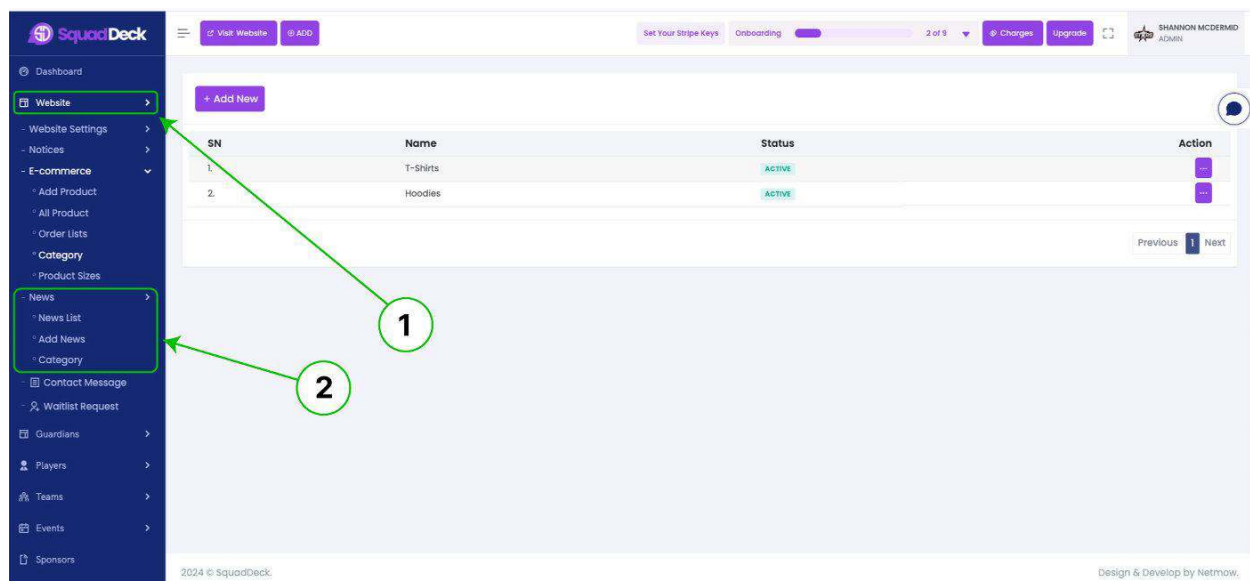 SquadDeck
Visit Website
ADD
Set Your Stripe Keys
Onboarding
2 of 9
Charges
Upgrade
SHANNON MCDERMID
ADMIN
Dashboard
Website
- Website Settings
- Notices
- E-commerce
° Add Product
° All Product
° Order Lists
° Category
° Product Sizes
- News
° News List
° Add News
° Category
- Contact Message
- Waitlist Request
Guardians
Players
Teams
Events
Sponsors
+ Add New
SN Name Status Action
1. T-Shirts ACTIVE ...
2. Hoodies ACTIVE ...
Previous 1 Next
1
2
2024 © SquadDeck.
Design & Develop by Netmow.